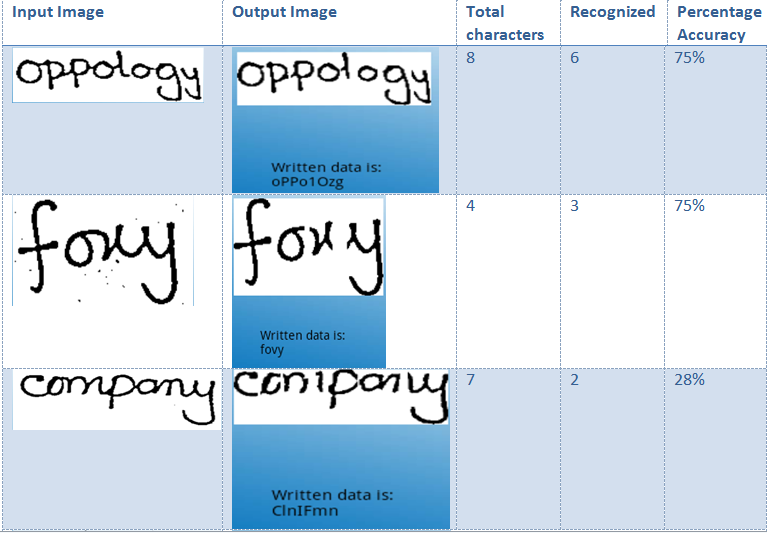 Input Image Output Image Total characters Recognized Percentage Accuracy
oppology oppology 8 6 75%
Written data is:
oPPo1Ozg
foxy foxy 4 3 75%
Written data is:
fovy
company company 7 2 28%
Written data is:
ClnIFmn